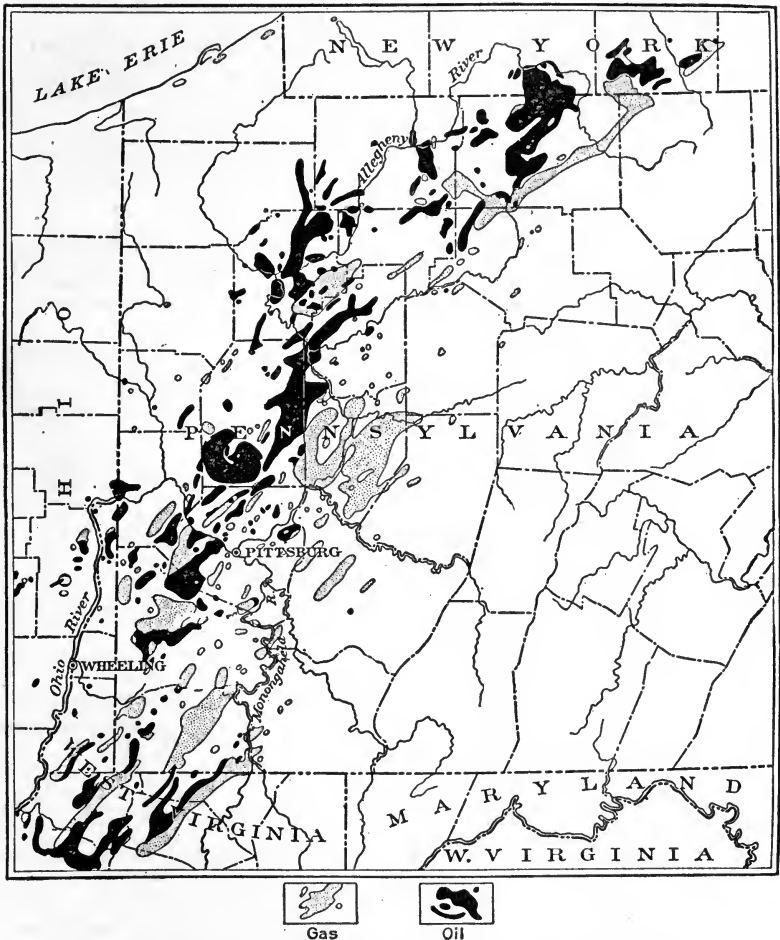 LAKE ERIE
NEW YORK
River
Allegheny
OHIO
PENNSYLVANIA
PITTSBURG
Ohio River
WHEELING
Monongahela
WEST VIRGINIA
MARYLAND
W. VIRGINIA
Gas
Oil